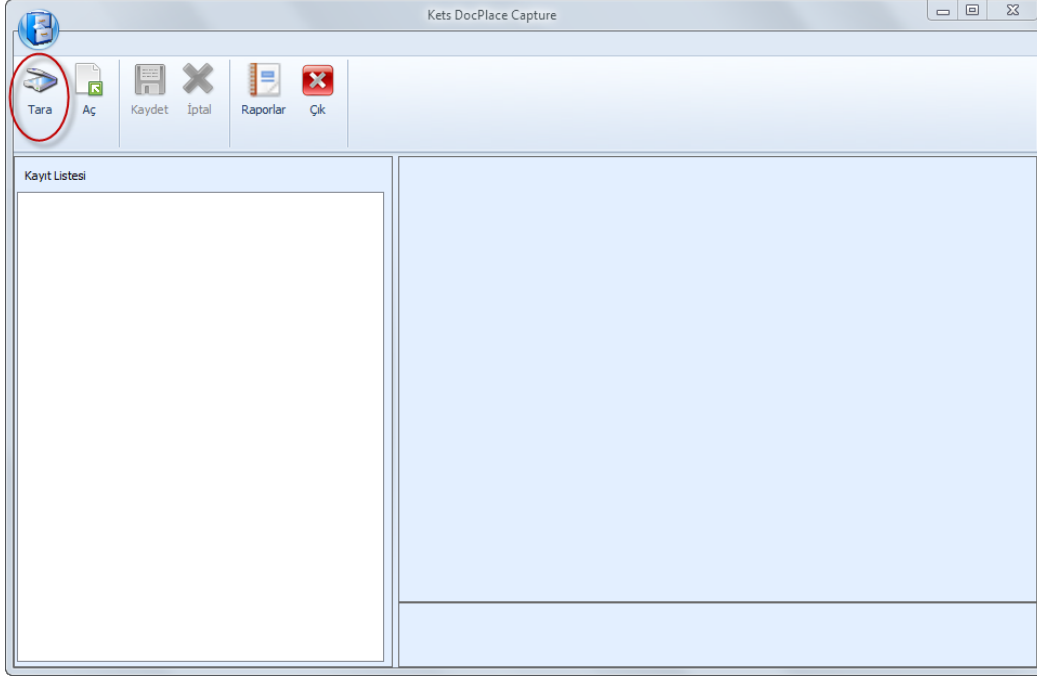 Kets DocPlace Capture
Tara Aç Kaydet İptal Raporlar Çık
Kayıt Listesi